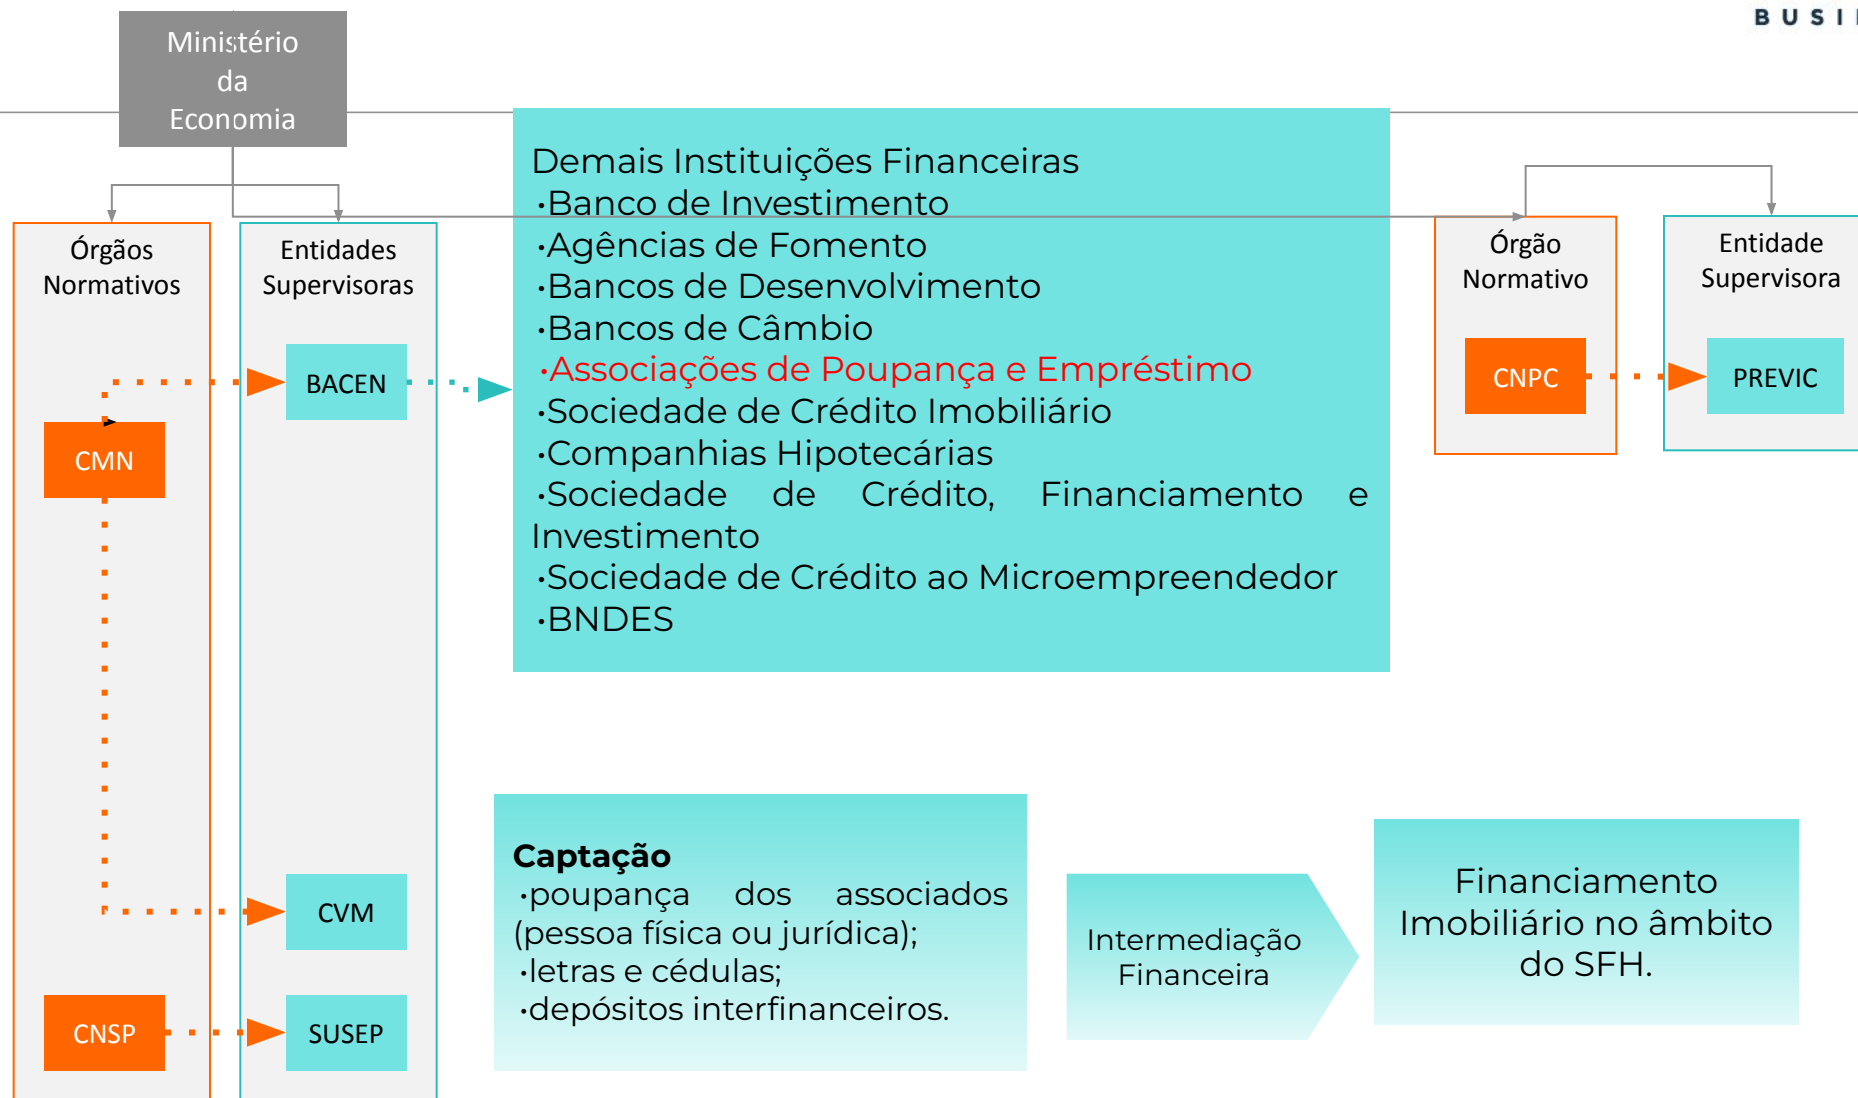 BUSI
Ministério
da
Economia
Órgãos
Normativos
Entidades
Supervisoras
BACEN
CMN
CVM
CNSP
SUSEP
Demais Instituições Financeiras
•Banco de Investimento
•Agências de Fomento
•Bancos de Desenvolvimento
•Bancos de Câmbio
•Associações de Poupança e Empréstimo
•Sociedade de Crédito Imobiliário
•Companhias Hipotecárias
•Sociedade de Crédito, Financiamento e
Investimento
•Sociedade de Crédito ao Microempreendedor
•BNDES
Órgão
Normativo
CNPC
Entidade
Supervisora
PREVIC
Captação
•poupança dos associados
(pessoa física ou jurídica);
•letras e cédulas;
•depósitos interfinanceiros.
Intermediação
Financeira
Financiamento
Imobiliário no âmbito
do SFH.